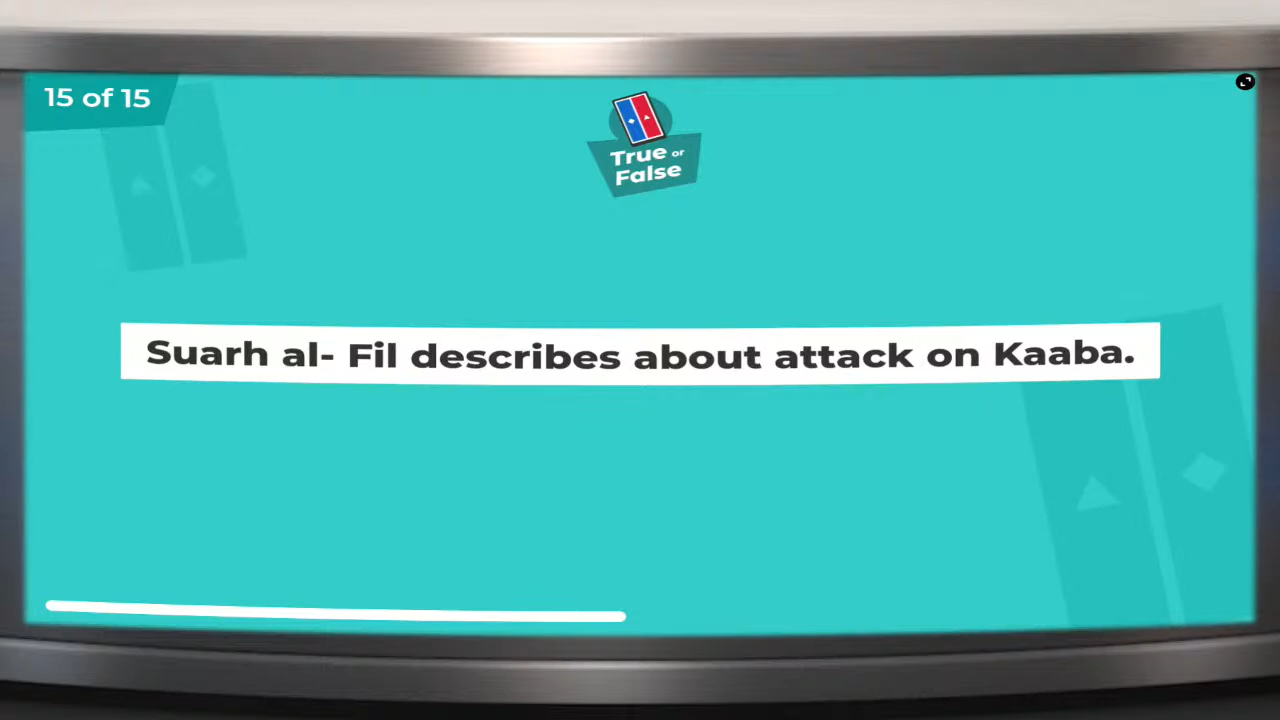 15 of 15
True or
False
Suarh al- Fil describes about attack on Kaaba.